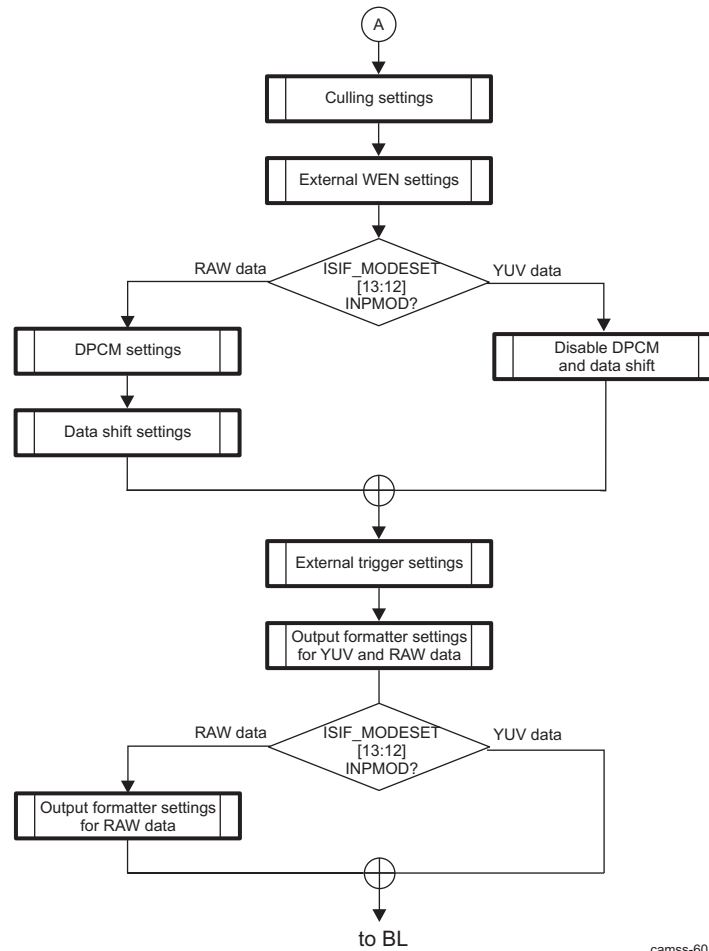 A
Culling settings
External WEN settings
RAW data
ISIF_MODESET
[13:12]
INPMOD?
YUV data
DPCM settings
Disable DPCM
and data shift
Data shift settings
External trigger settings
Output formatter settings
for YUV and RAW data
RAW data
ISIF_MODESET
[13:12]
INPMOD?
YUV data
Output formatter settings
for RAW data
to BL
camss-60